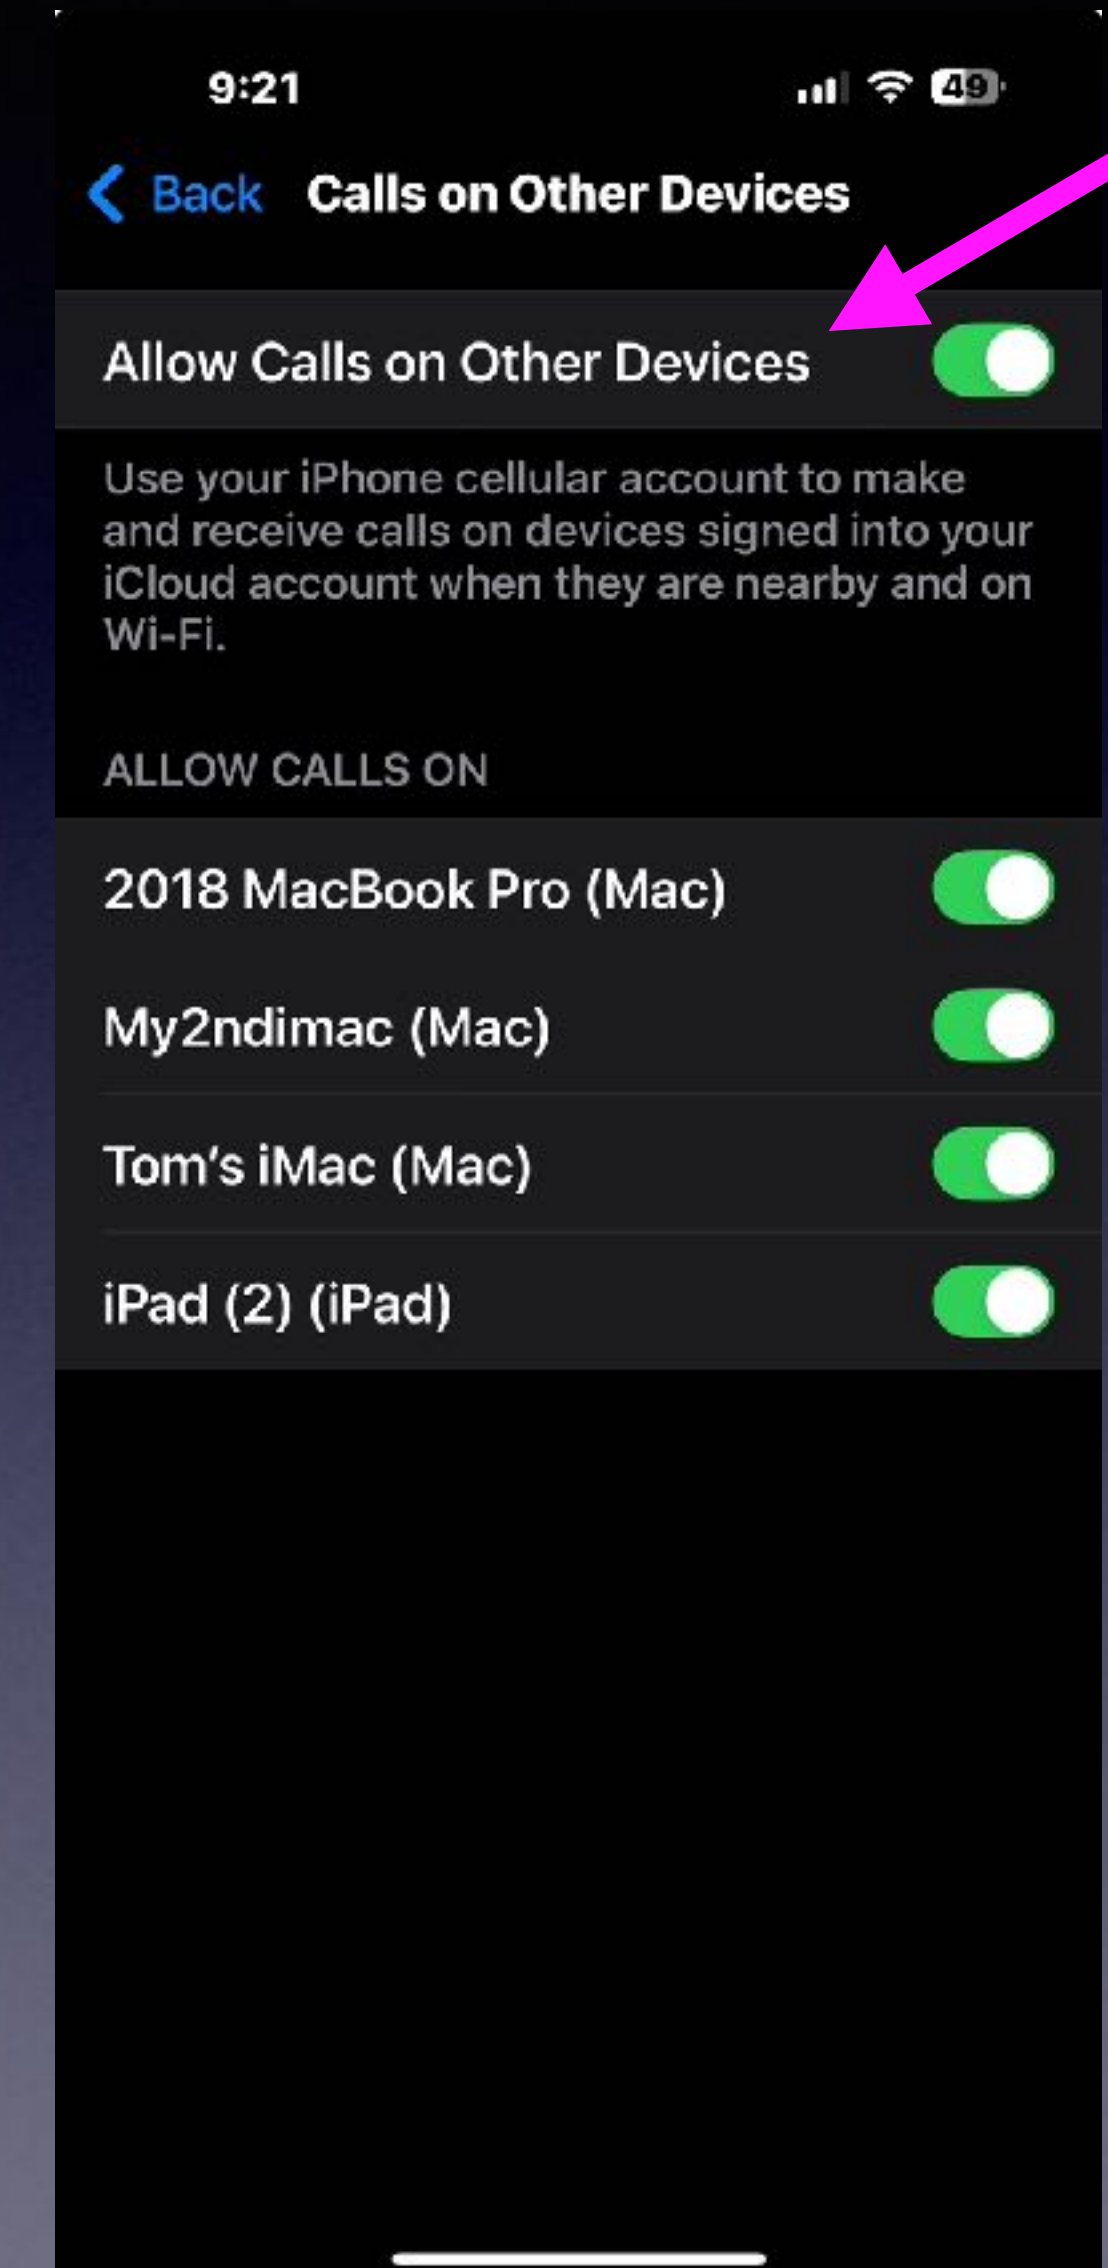 9:21
49
Back Calls on Other Devices
Allow Calls on Other Devices
Use your iPhone cellular account to make
and receive calls on devices signed into your
iCloud account when they are nearby and on
Wi-Fi.
ALLOW CALLS ON
2018 MacBook Pro (Mac)
My2ndimac (Mac)
Tom's iMac (Mac)
iPad (2) (iPad)